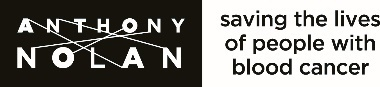 ANTHONY
NOLAN
saving the lives
of people with
blood cancer